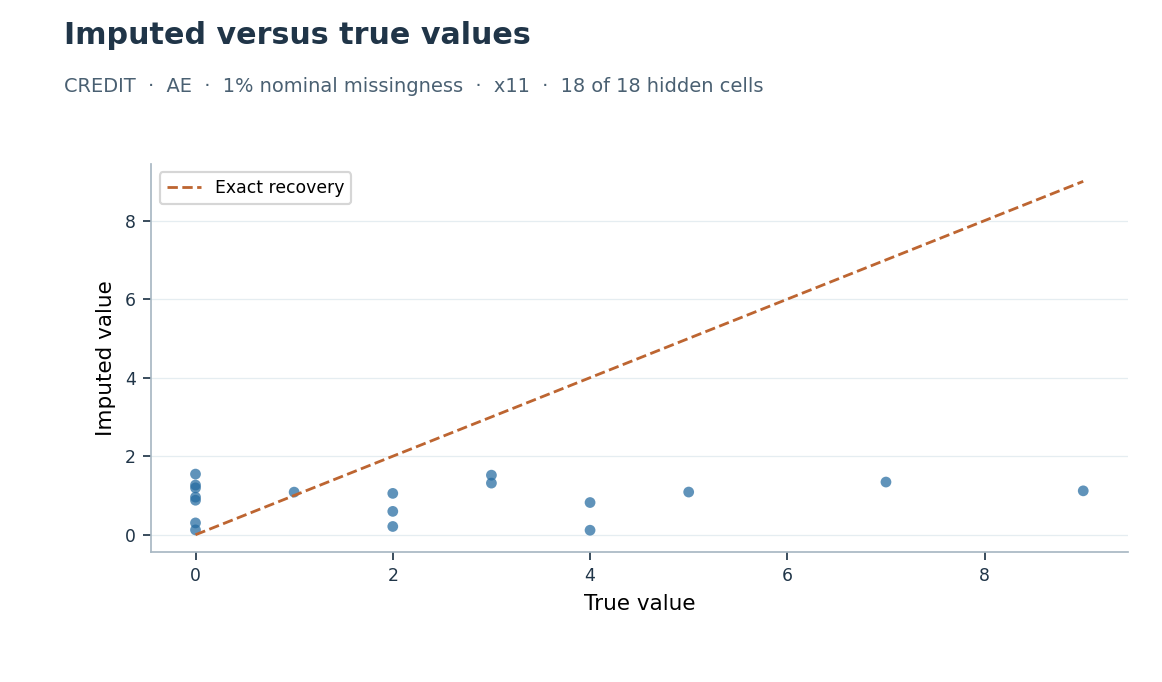 Imputed versus true values
CREDIT · AE · 1% nominal missingness · x11 · 18 of 18 hidden cells
Exact recovery
8
6
4
2
0
Imputed value
0 2 4 6 8
True value